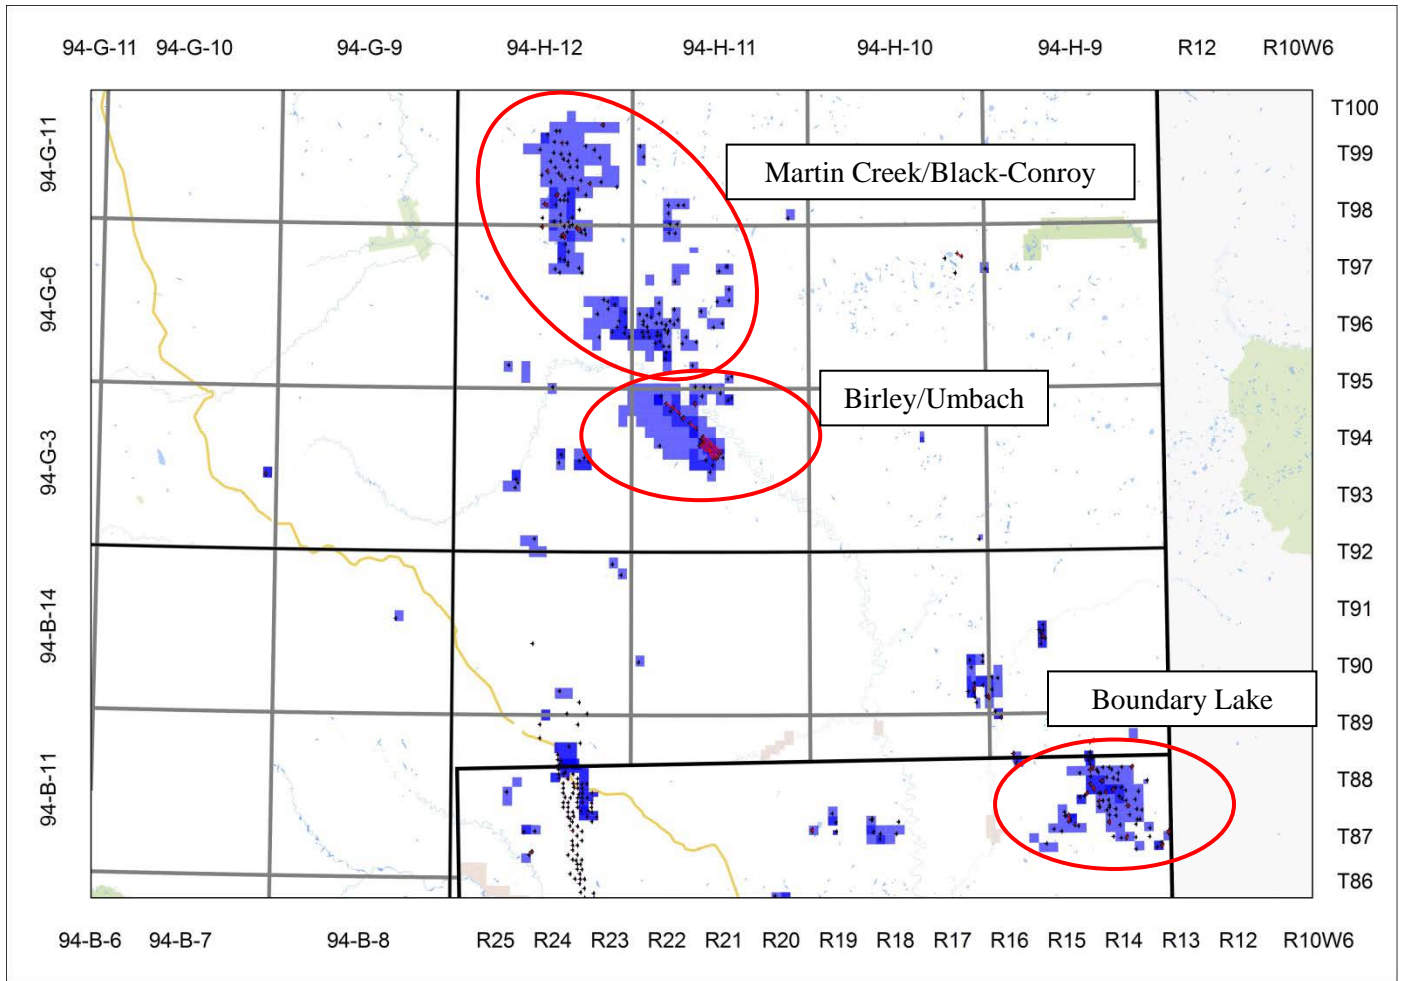 94-G-11 94-G-10 94-G-9 94-H-12 94-H-11 94-H-10 94-H-9 R12 R10W6
T100
94-G-11
T99
Martin Creek/Black-Conroy
T98
T97
94-G-6
T96
T95
Birley/Umbach
T94
94-G-3
T93
T92
T91
94-B-14
T90
Boundary Lake
T89
T88
94-B-11
T87
T86
94-B-6 94-B-7 94-B-8 R25 R24 R23 R22 R21 R20 R19 R18 R17 R16 R15 R14 R13 R12 R10W6